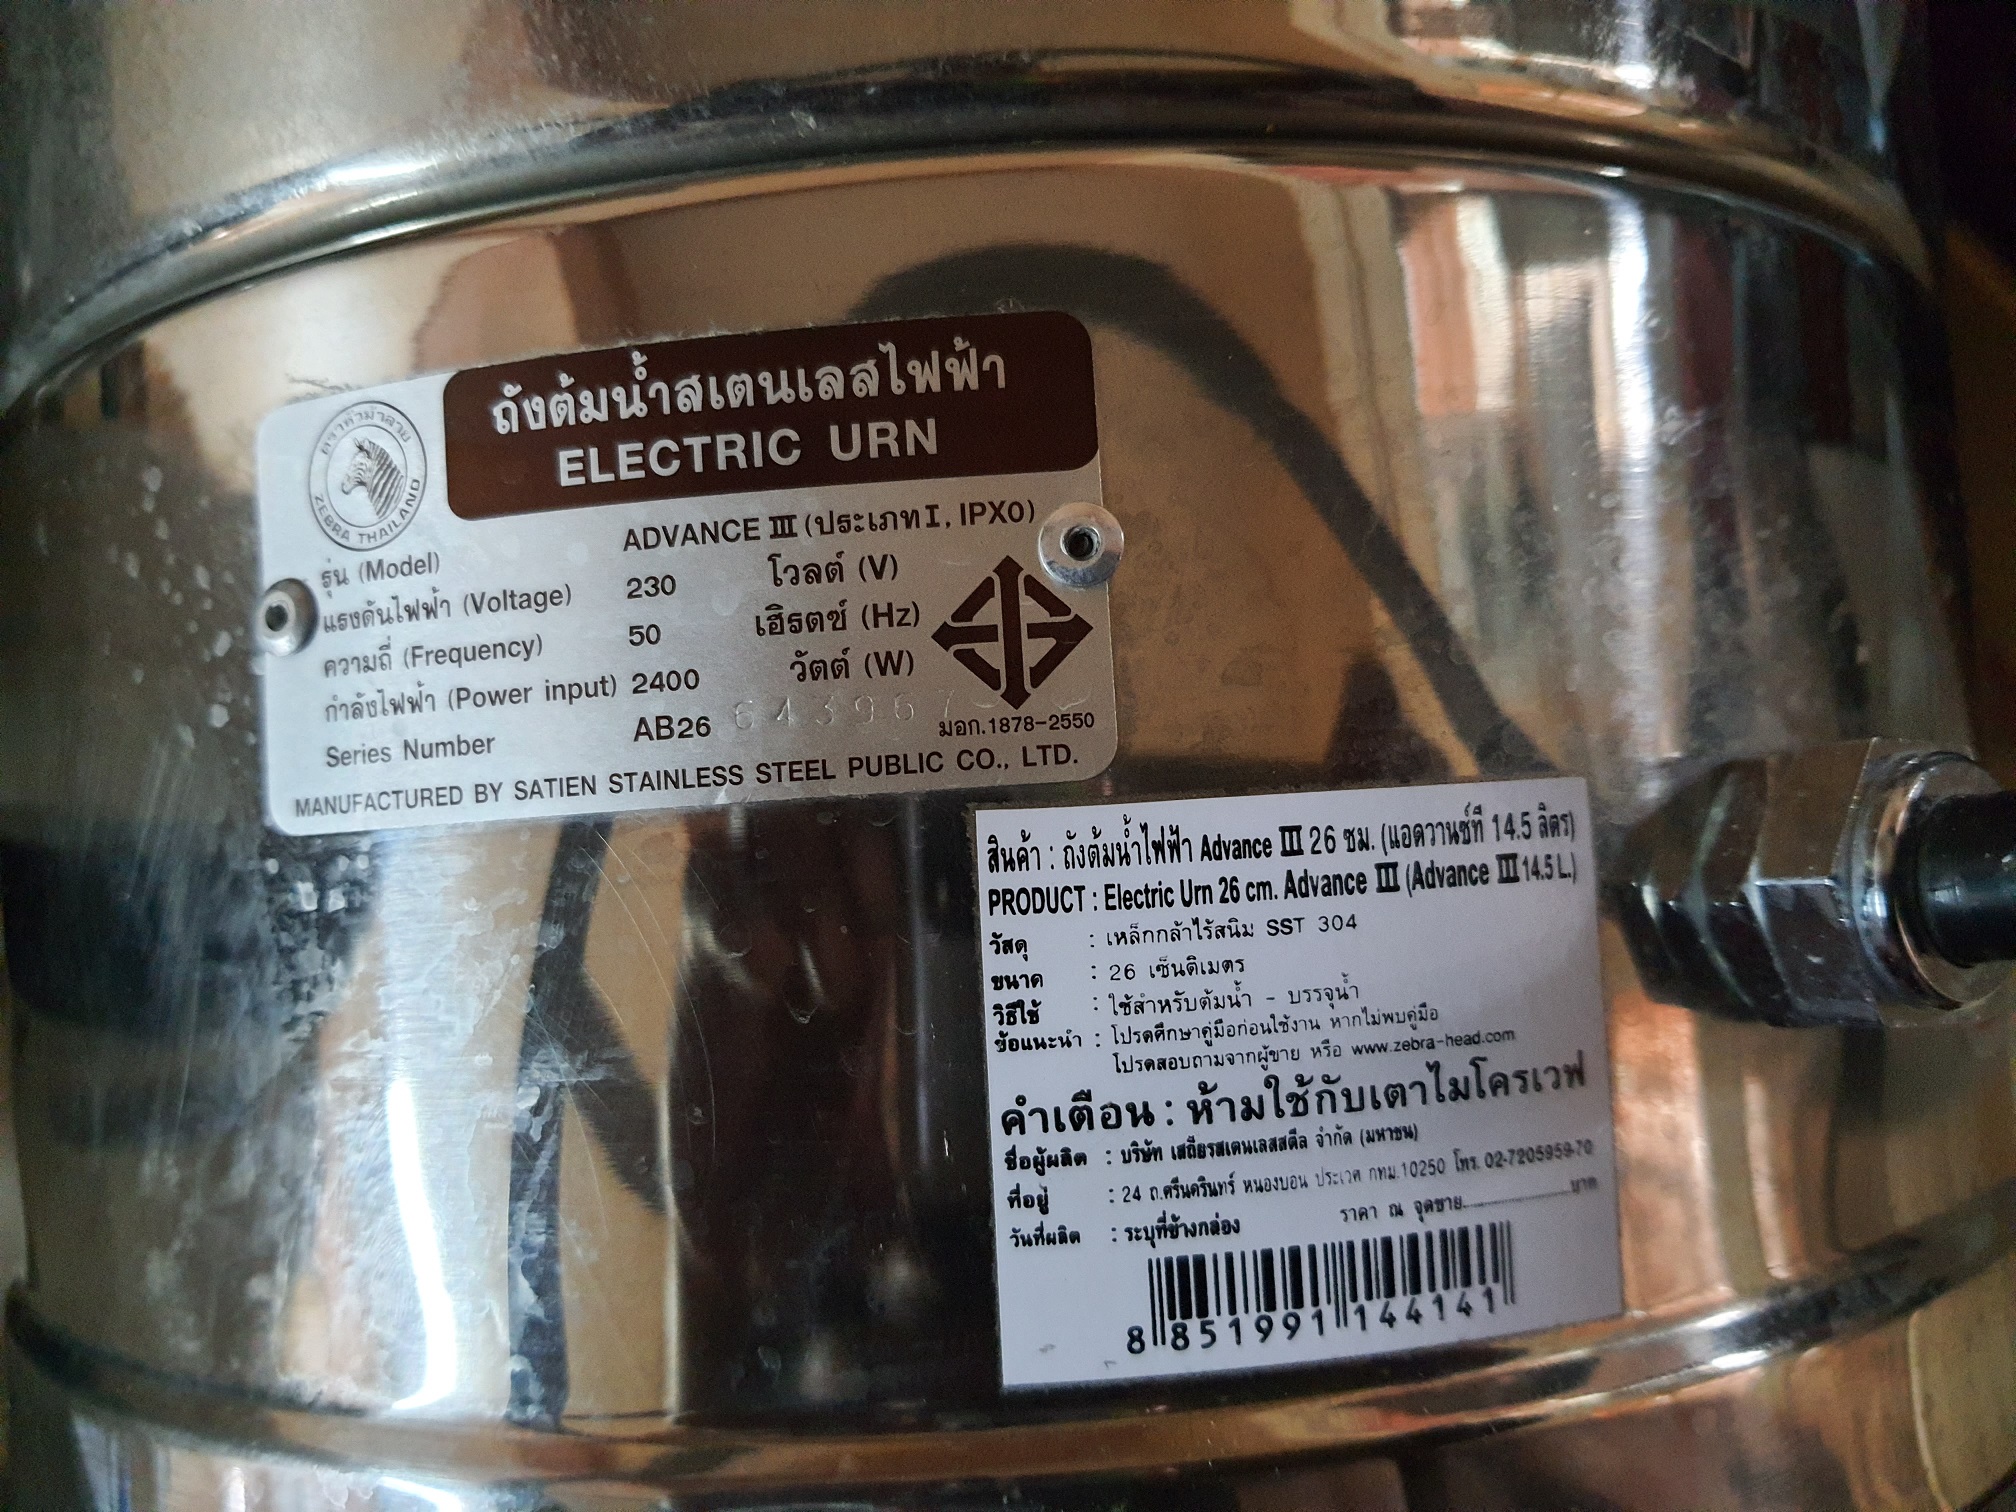 ตราหัวม้าลาย
ZEBRA THAILAND
ถังต้มน้ำสเตนเลสไฟฟ้า
ELECTRIC URN
รุ่น (Model) ADVANCE III (ประเภท I, IPX0)
แรงดันไฟฟ้า (Voltage) 230 โวลต์ (V)
ความถี่ (Frequency) 50 เฮิรตซ์ (Hz)
กำลังไฟฟ้า (Power input) 2400 วัตต์ (W)
Series Number AB26
มอก.1878-2550
MANUFACTURED BY SATIEN STAINLESS STEEL PUBLIC CO., LTD.
สินค้า : ถังต้มน้ำไฟฟ้า Advance III 26 ซม. (แอดวานซ์ที 14.5 ลิตร)
PRODUCT : Electric Urn 26 cm. Advance III (Advance III 14.5 L.)
วัสดุ : เหล็กกล้าไร้สนิม SST 304
ขนาด : 26 เซ็นติเมตร
วิธีใช้ : ใช้สำหรับต้มน้ำ - บรรจุน้ำ
ข้อแนะนำ : โปรดศึกษาคู่มือก่อนใช้งาน หากไม่พบคู่มือ
โปรดสอบถามจากผู้ขาย หรือ www.zebra-head.com
คำเตือน : ห้ามใช้กับเตาไมโครเวฟ
ชื่อผู้ผลิต : บริษัท เสถียรสเตนเลสสตีล จำกัด (มหาชน)
ที่อยู่ : 24 ถ.ศรีนครินทร์ หนองบอน ประเวศ กทม.10250 โทร. 02-7205959-70
วันที่ผลิต : ระบุที่ข้างกล่อง ราคา ณ จุดขาย..................บาท
8 851991 144141